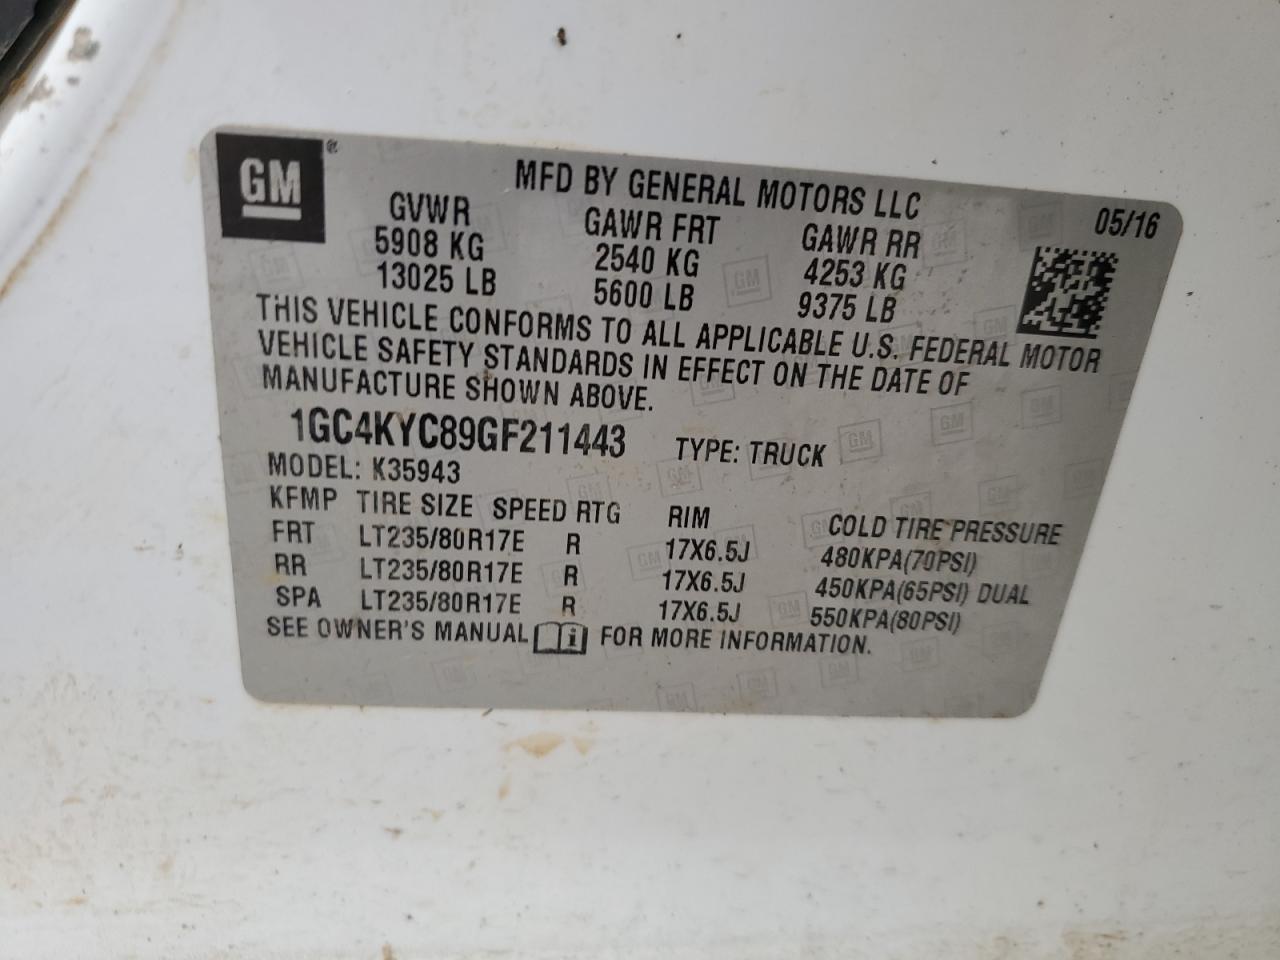 GM ®
MFD BY GENERAL MOTORS LLC
05/16
GVWR GAWR FRT GAWR RR
5908 KG 2540 KG 4253 KG
13025 LB 5600 LB 9375 LB
THIS VEHICLE CONFORMS TO ALL APPLICABLE U.S. FEDERAL MOTOR
VEHICLE SAFETY STANDARDS IN EFFECT ON THE DATE OF
MANUFACTURE SHOWN ABOVE.
1GC4KYC89GF211443 TYPE: TRUCK
MODEL: K35943
KFMP TIRE SIZE SPEED RTG RIM COLD TIRE PRESSURE
FRT LT235/80R17E R 17X6.5J 480KPA(70PSI)
RR LT235/80R17E R 17X6.5J 450KPA(65PSI) DUAL
SPA LT235/80R17E R 17X6.5J 550KPA(80PSI)
SEE OWNER'S MANUAL FOR MORE INFORMATION.